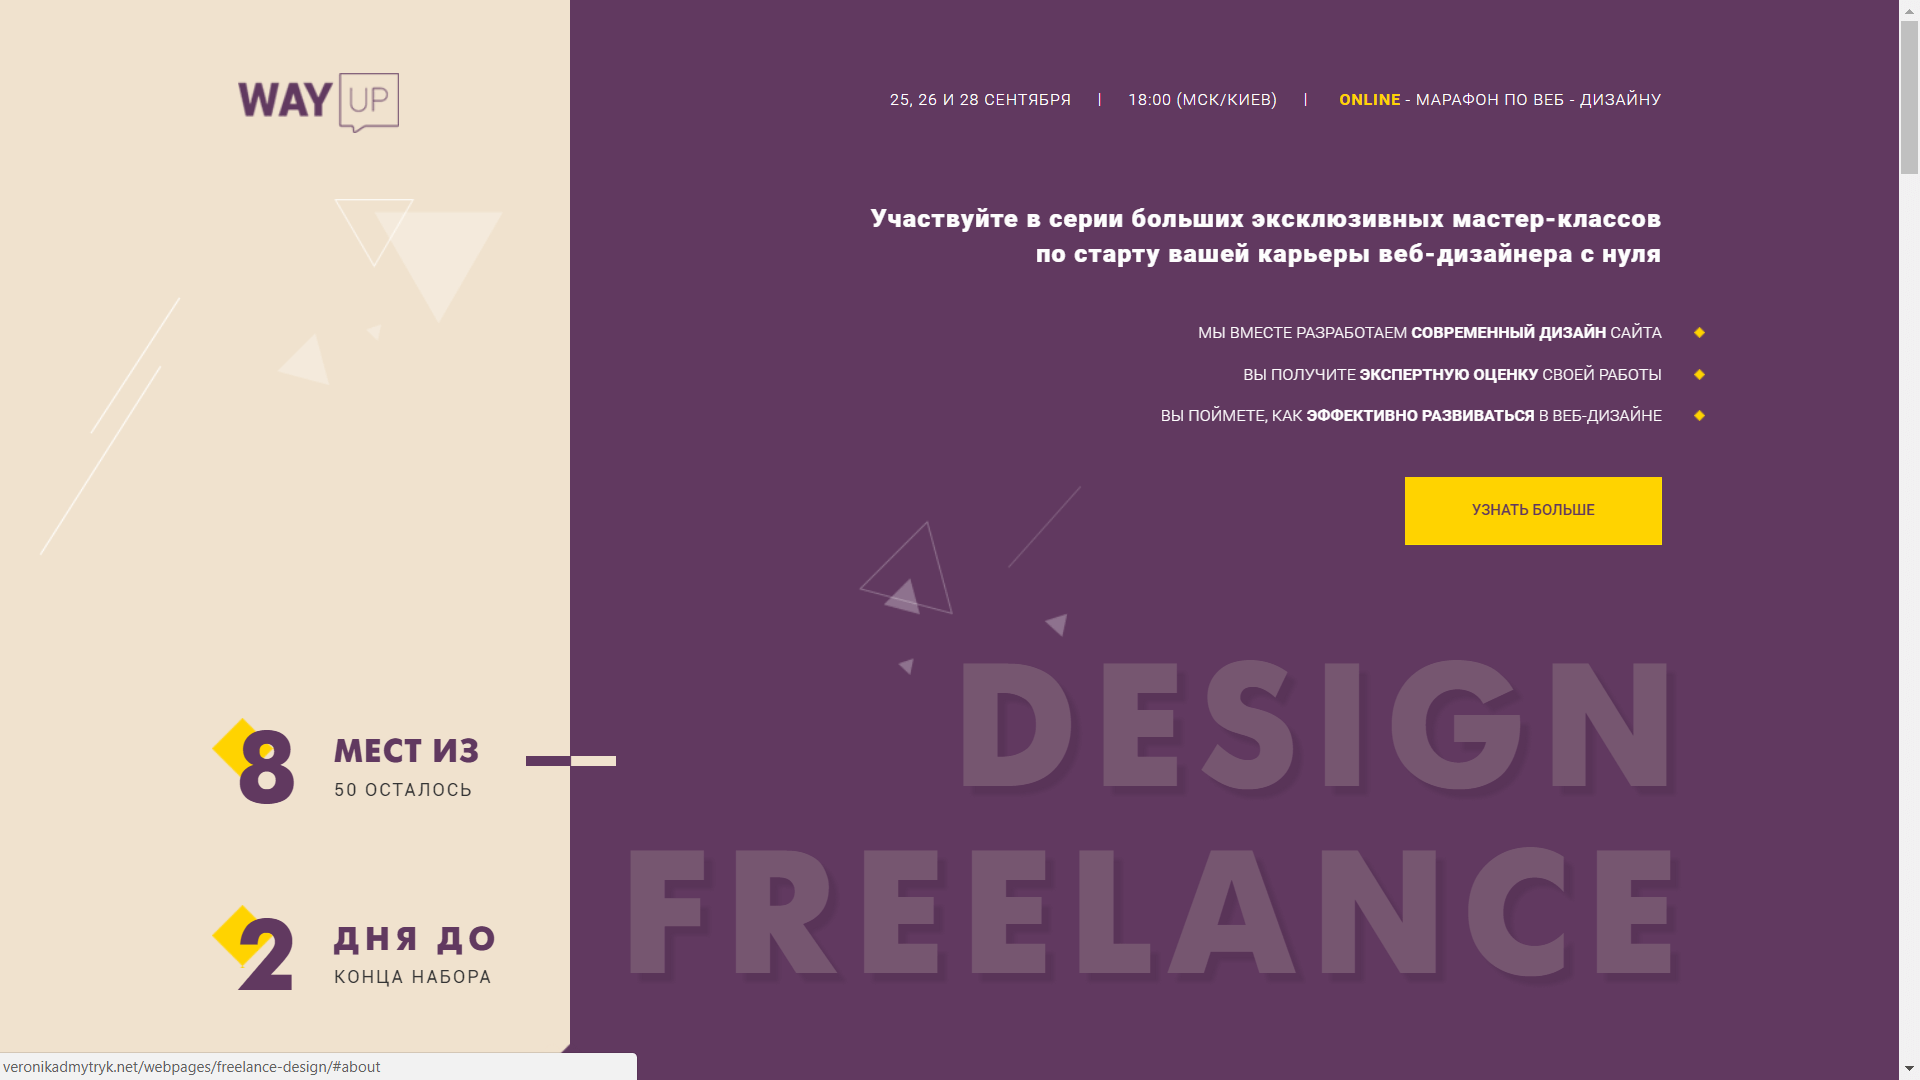 WAY UP
25, 26 И 28 СЕНТЯБРЯ | 18:00 (МСК/КИЕВ) | ONLINE - МАРАФОН ПО ВЕБ - ДИЗАЙНУ
Участвуйте в серии больших эксклюзивных мастер-классов
по старту вашей карьеры веб-дизайнера с нуля
МЫ ВМЕСТЕ РАЗРАБОТАЕМ СОВРЕМЕННЫЙ ДИЗАЙН САЙТА
ВЫ ПОЛУЧИТЕ ЭКСПЕРТНУЮ ОЦЕНКУ СВОЕЙ РАБОТЫ
ВЫ ПОЙМЕТЕ, КАК ЭФФЕКТИВНО РАЗВИВАТЬСЯ В ВЕБ-ДИЗАЙНЕ
УЗНАТЬ БОЛЬШЕ
DESIGN
FREELANCE
8 МЕСТ ИЗ
50 ОСТАЛОСЬ
2 ДНЯ ДО
КОНЦА НАБОРА
veronikadmytryk.net/webpages/freelance-design/#about